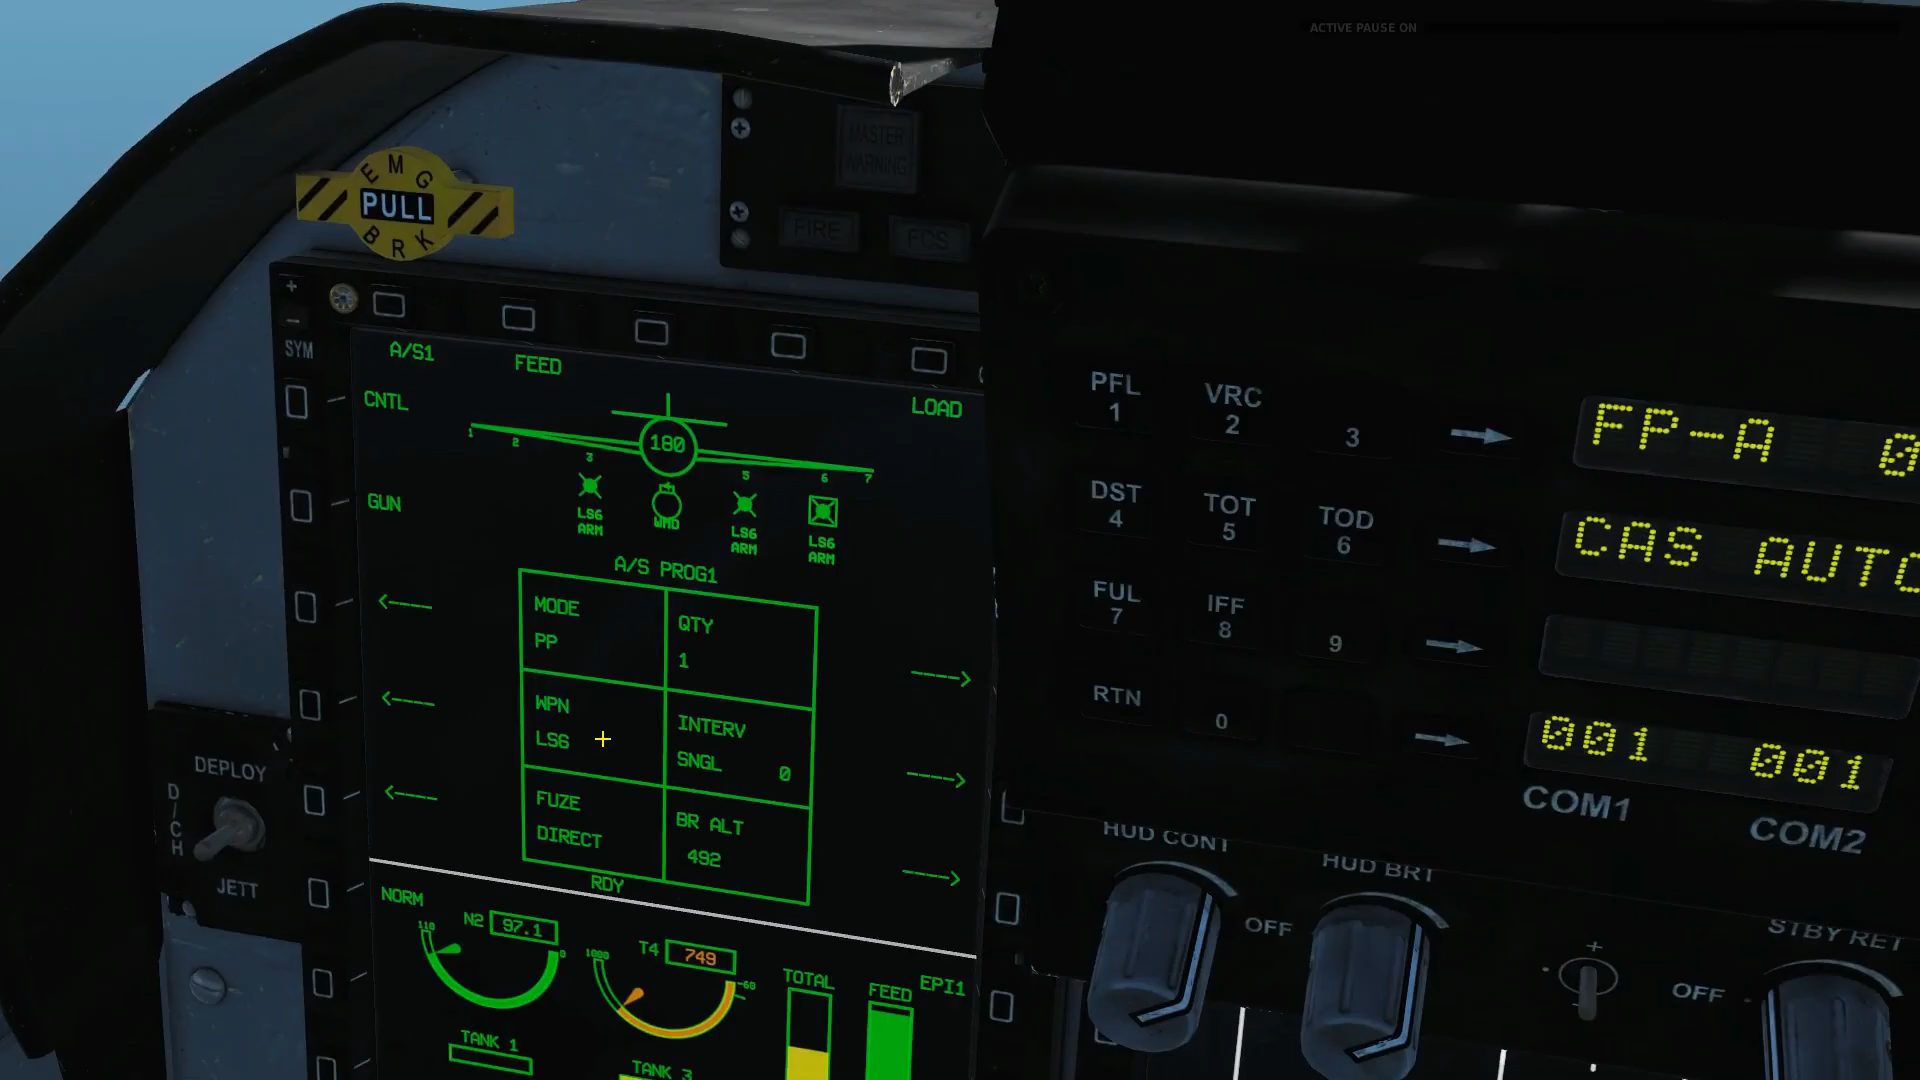 ACTIVE PAUSE ON
MASTER
WARNING
FIRE
FCS
EMG
PULL
BRK
+
-
SYM
A/S1
FEED
CNTL
LOAD
180
1
2
3
5
6
7
GUN
LS6
ARM
WMD
LS6
ARM
LS6
ARM
A/S PROG1
MODE
PP
QTY
1
WPN
LS6
INTERV
SNGL 0
FUZE
DIRECT
BR ALT
492
RDY
NORM
N2 97.1
110
0
T4 749
1000
-60
TOTAL
FEED
EPI1
TANK 1
TANK 3
DEPLOY
D/CH
JETT
PFL
1
VRC
2
3
FP-A 0
DST
4
TOT
5
TOD
6
CAS AUTO
FUL
7
IFF
8
9
RTN
0
001 001
COM1
COM2
HUD CONT
OFF
HUD BRT
+
OFF
STBY RET